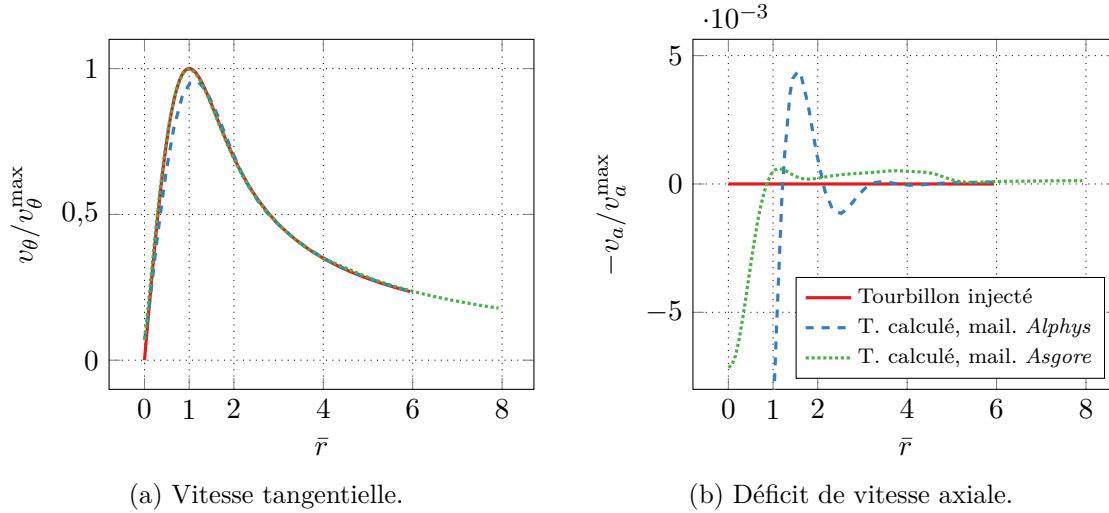 1
0,5
0
0 1 2 4 6 8
r̄
v_θ/v_θ^max
(a) Vitesse tangentielle.
·10⁻³
5
0
−5
0 1 2 4 6 8
r̄
−v_a/v_a^max
Tourbillon injecté
T. calculé, mail. Alphys
T. calculé, mail. Asgore
(b) Déficit de vitesse axiale.